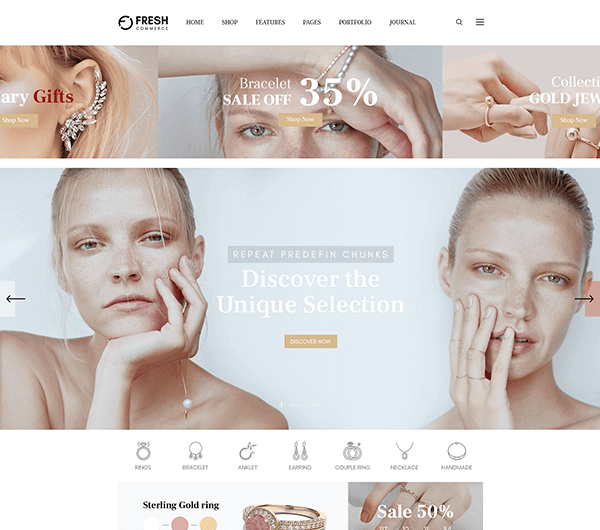 FRESH
COMMERCE
HOME SHOP FEATURES PAGES PORTFOLIO JOURNAL
ary Gifts
Shop Now
Bracelet
SALE OFF 35%
Shop Now
Collecti
GOLD JEW
Shop Now
REPEAT PREDEFIN CHUNKS
Discover the
Unique Selection
DISCOVER NOW
1
RINGS BRACELET ANKLET EARRING COUPLE RING NECKLACE HANDMADE
Sterling Gold ring
Sale 50%